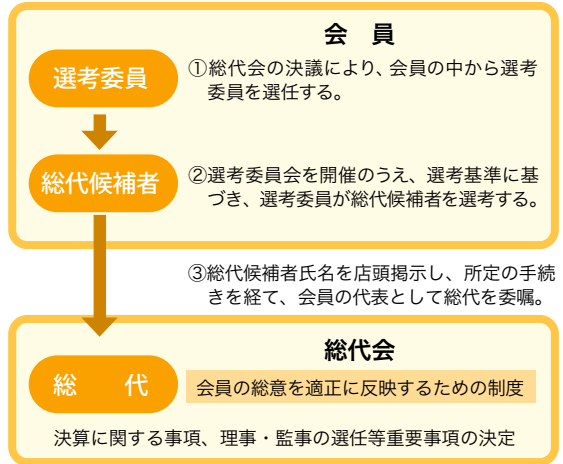 会　員
選考委員
①総代会の決議により、会員の中から選考
委員を選任する。
総代候補者
②選考委員会を開催のうえ、選考基準に基
づき、選考委員が総代候補者を選考する。
③総代候補者氏名を店頭掲示し、所定の手続
きを経て、会員の代表として総代を委嘱。
総代会
総　　代
会員の総意を適正に反映するための制度
決算に関する事項、理事・監事の選任等重要事項の決定